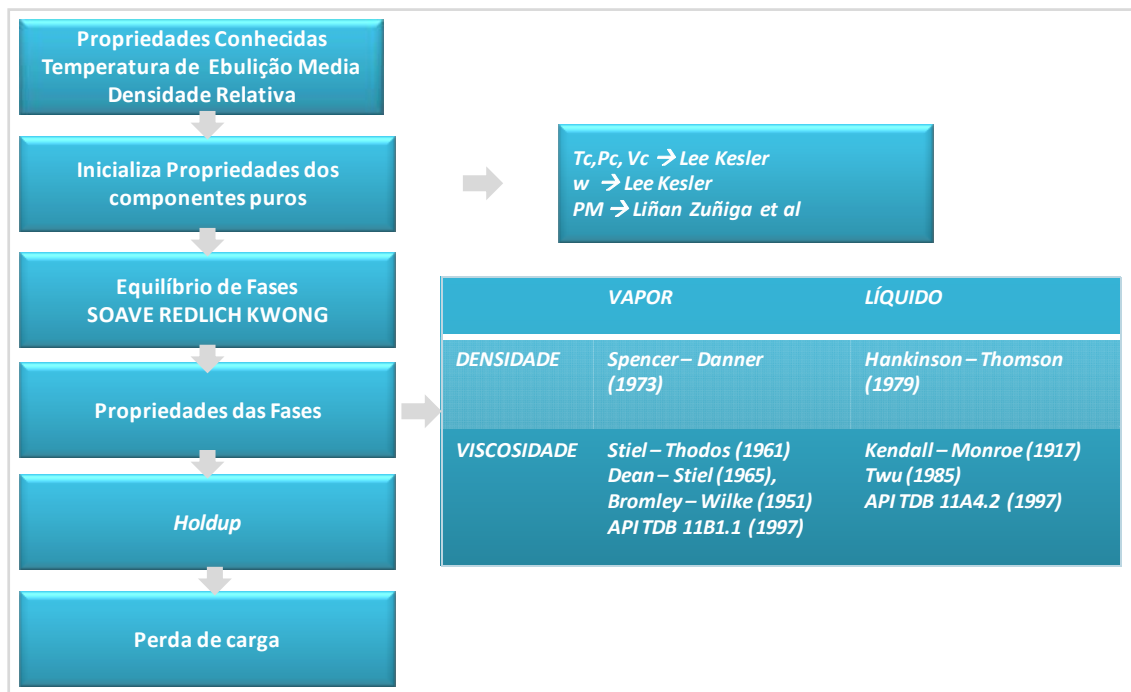 Propriedades Conhecidas
Temperatura de Ebulição Media
Densidade Relativa
Inicializa Propriedades dos
componentes puros
Tc,Pc, Vc → Lee Kesler
w → Lee Kesler
PM → Liñan Zuñiga et al
Equilíbrio de Fases
SOAVE REDLICH KWONG
Propriedades das Fases
VAPOR LÍQUIDO
DENSIDADE Spencer – Danner Hankinson – Thomson
(1973) (1979)
VISCOSIDADE Stiel – Thodos (1961) Kendall – Monroe (1917)
Dean – Stiel (1965), Twu (1985)
Bromley – Wilke (1951) API TDB 11A4.2 (1997)
API TDB 11B1.1 (1997)
Holdup
Perda de carga